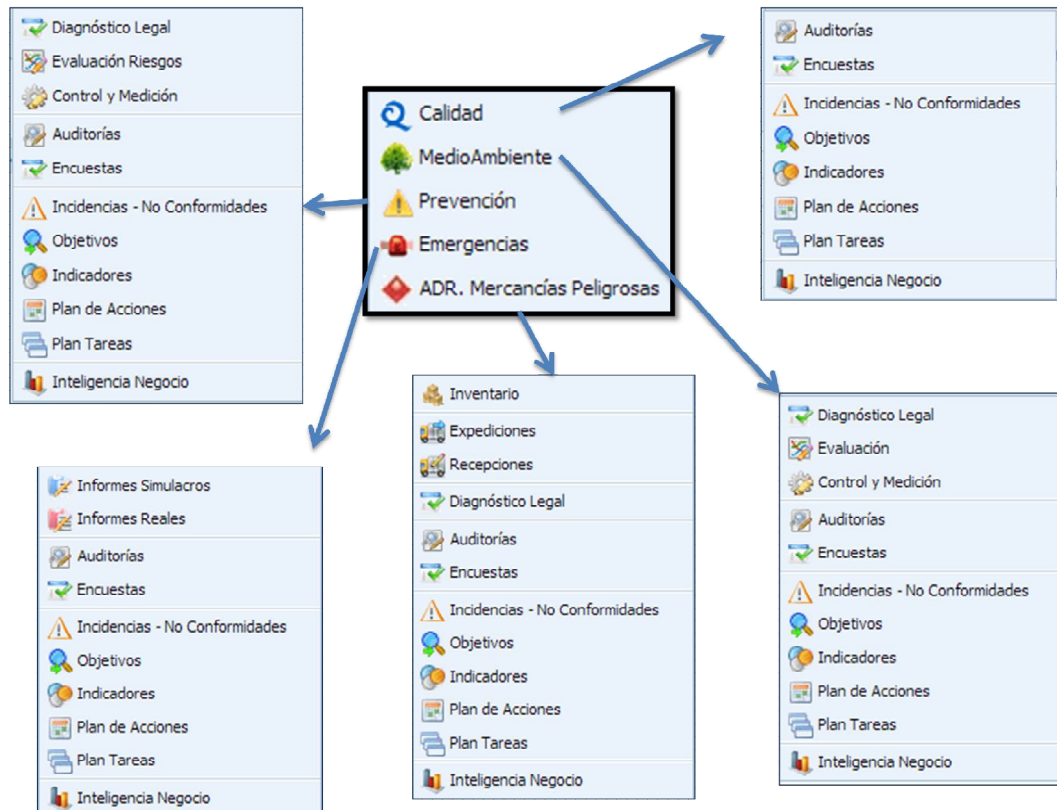 Diagnóstico Legal
Evaluación Riesgos
Control y Medición
Auditorías
Encuestas
Incidencias - No Conformidades
Objetivos
Indicadores
Plan de Acciones
Plan Tareas
Inteligencia Negocio
Calidad
MedioAmbiente
Prevención
Emergencias
ADR. Mercancías Peligrosas
Auditorías
Encuestas
Incidencias - No Conformidades
Objetivos
Indicadores
Plan de Acciones
Plan Tareas
Inteligencia Negocio
Informes Simulacros
Informes Reales
Auditorías
Encuestas
Incidencias - No Conformidades
Objetivos
Indicadores
Plan de Acciones
Plan Tareas
Inteligencia Negocio
Inventario
Expediciones
Recepciones
Diagnóstico Legal
Auditorías
Encuestas
Incidencias - No Conformidades
Objetivos
Indicadores
Plan de Acciones
Plan Tareas
Inteligencia Negocio
Diagnóstico Legal
Evaluación
Control y Medición
Auditorías
Encuestas
Incidencias - No Conformidades
Objetivos
Indicadores
Plan de Acciones
Plan Tareas
Inteligencia Negocio